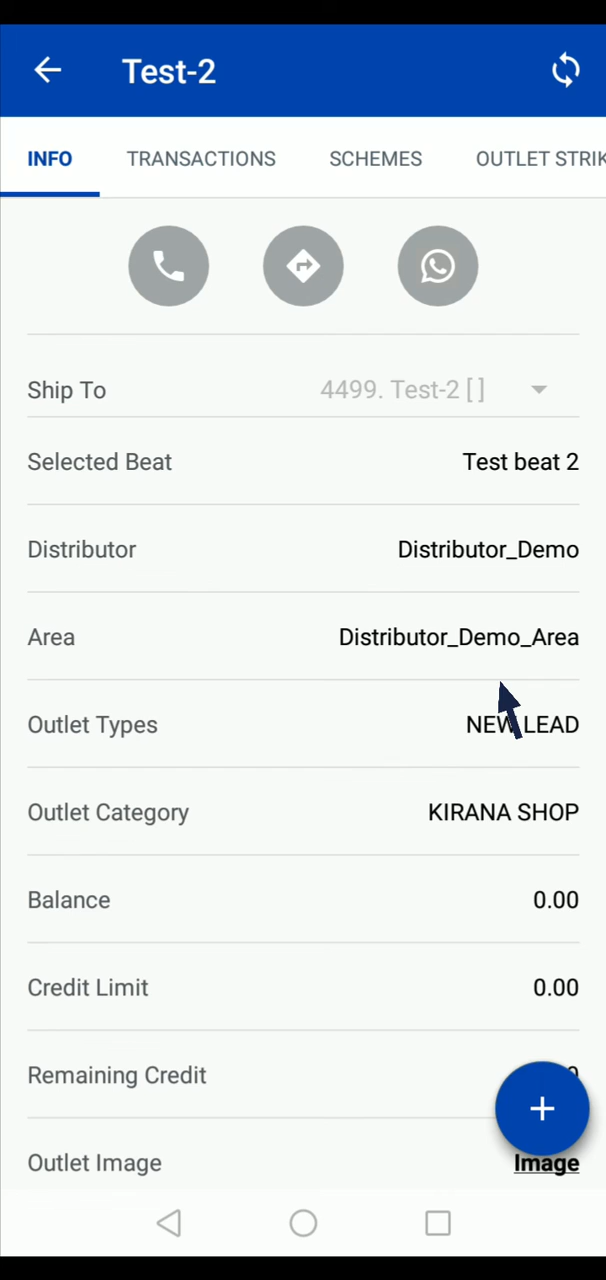 Test-2
INFO TRANSACTIONS SCHEMES OUTLET STRIK
Ship To 4499. Test-2 [ ]
Selected Beat Test beat 2
Distributor Distributor_Demo
Area Distributor_Demo_Area
Outlet Types NEW LEAD
Outlet Category KIRANA SHOP
Balance 0.00
Credit Limit 0.00
Remaining Credit
Outlet Image Image